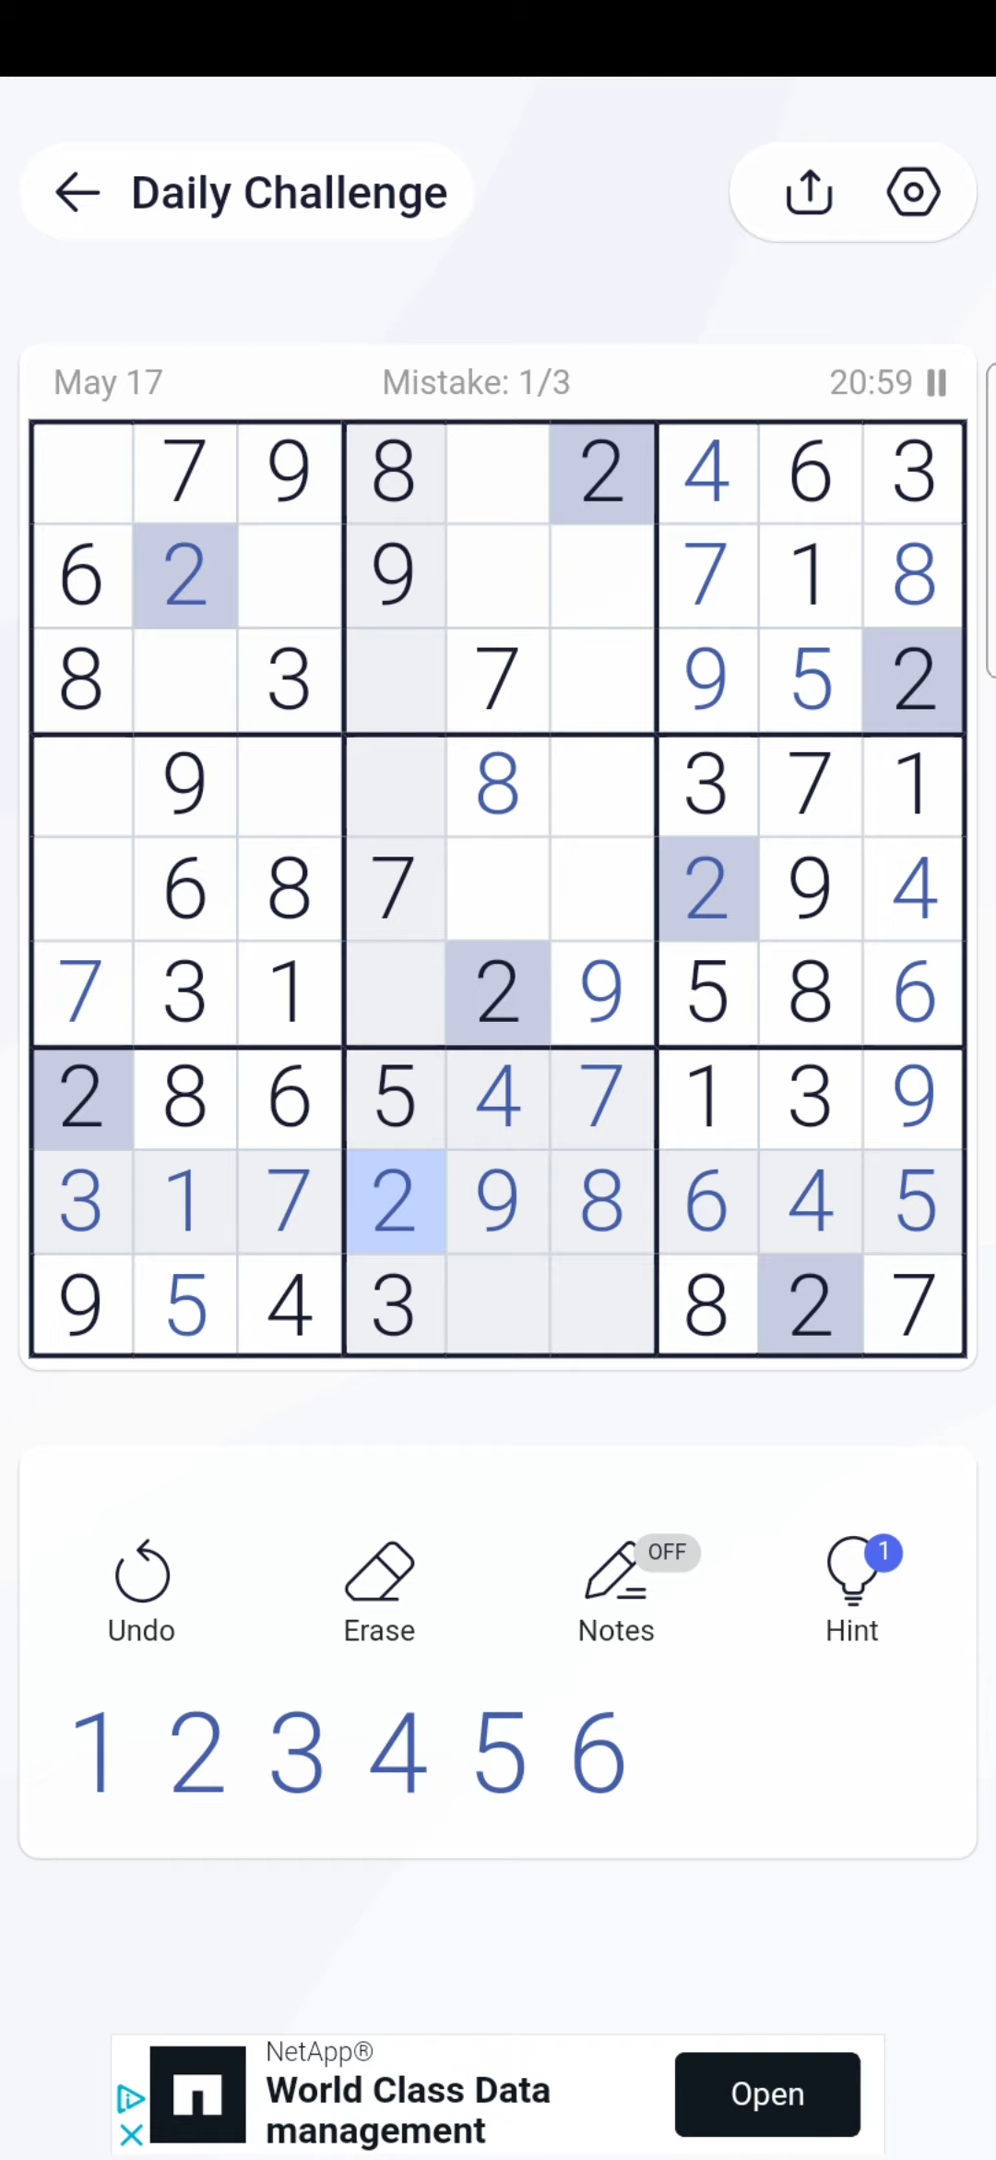 Daily Challenge
May 17 Mistake: 1/3 20:59
7 9 8 2 4 6 3
6 2 9 7 1 8
8 3 7 9 5 2
9 8 3 7 1
6 8 7 2 9 4
7 3 1 2 9 5 8 6
2 8 6 5 4 7 1 3 9
3 1 7 2 9 8 6 4 5
9 5 4 3 8 2 7
OFF 1
Undo Erase Notes Hint
1 2 3 4 5 6
NetApp®
World Class Data
management
Open